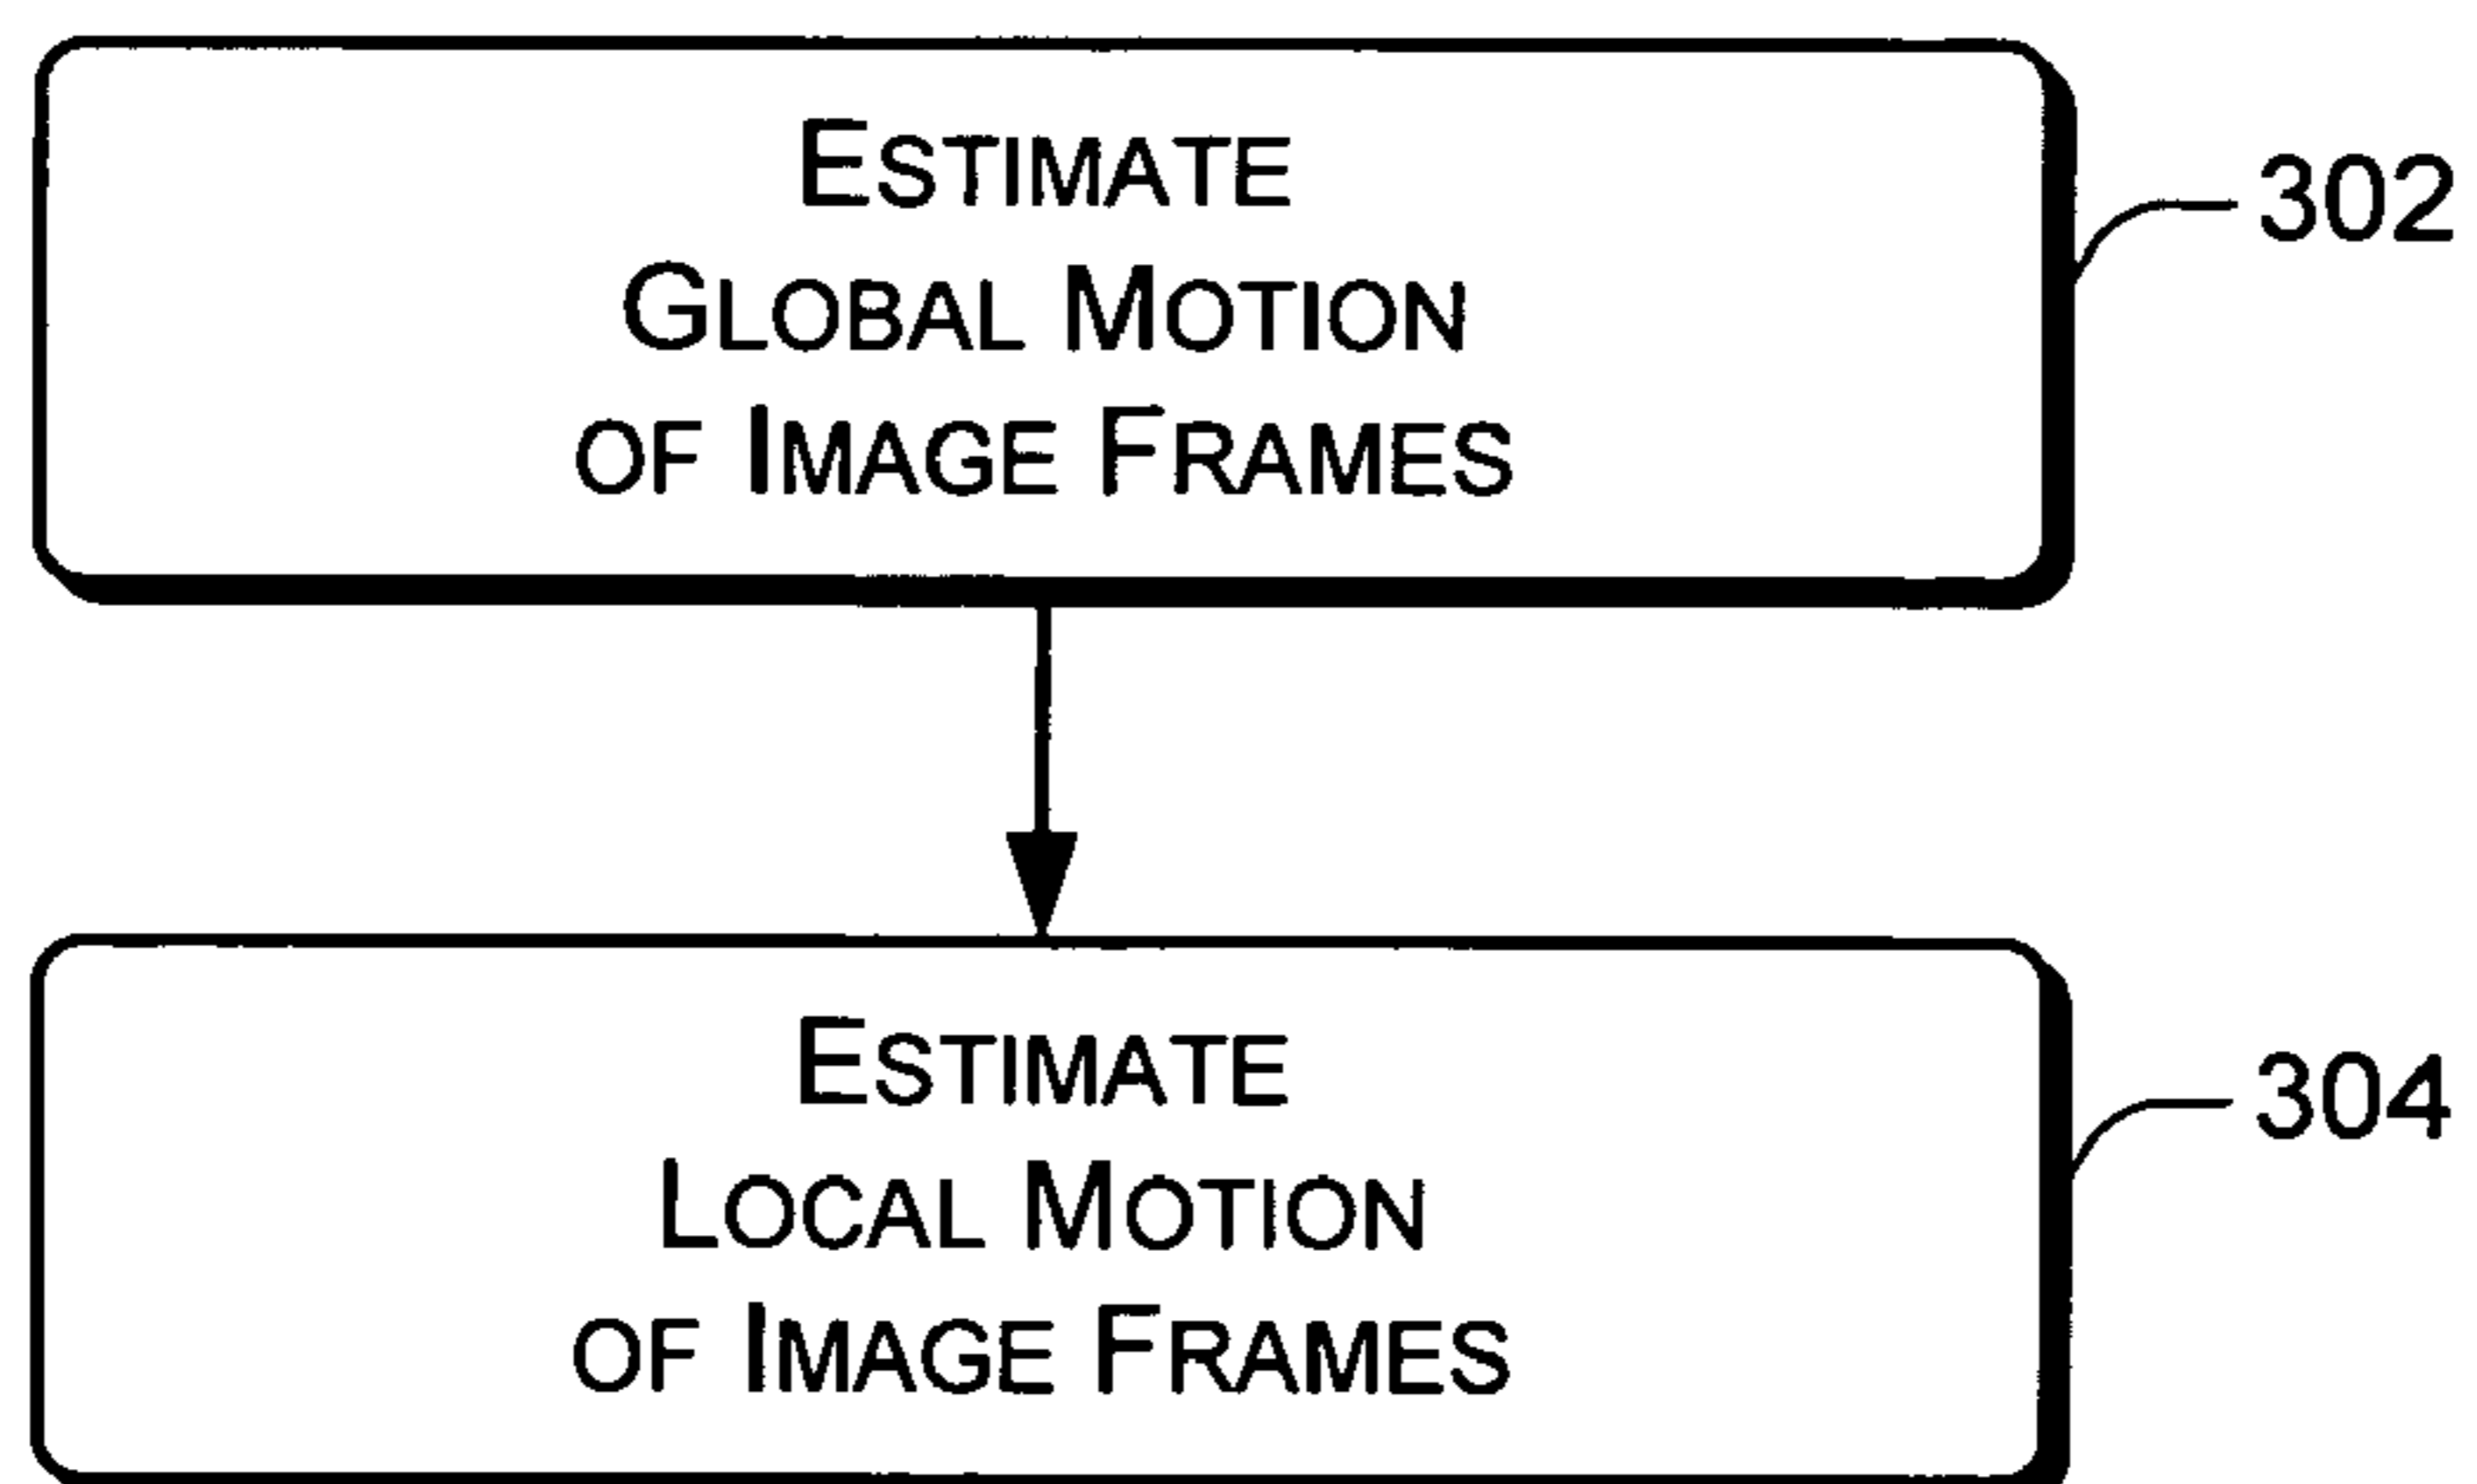 ESTIMATE
GLOBAL MOTION
OF IMAGE FRAMES
302
ESTIMATE
LOCAL MOTION
OF IMAGE FRAMES
304